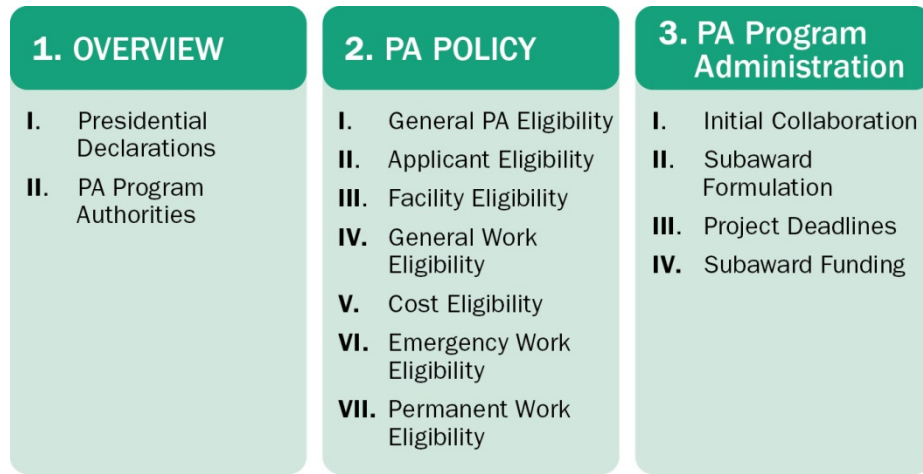 1. OVERVIEW
I. Presidential
Declarations
II. PA Program
Authorities
2. PA POLICY
I. General PA Eligibility
II. Applicant Eligibility
III. Facility Eligibility
IV. General Work
Eligibility
V. Cost Eligibility
VI. Emergency Work
Eligibility
VII. Permanent Work
Eligibility
3. PA Program
Administration
I. Initial Collaboration
II. Subaward
Formulation
III. Project Deadlines
IV. Subaward Funding